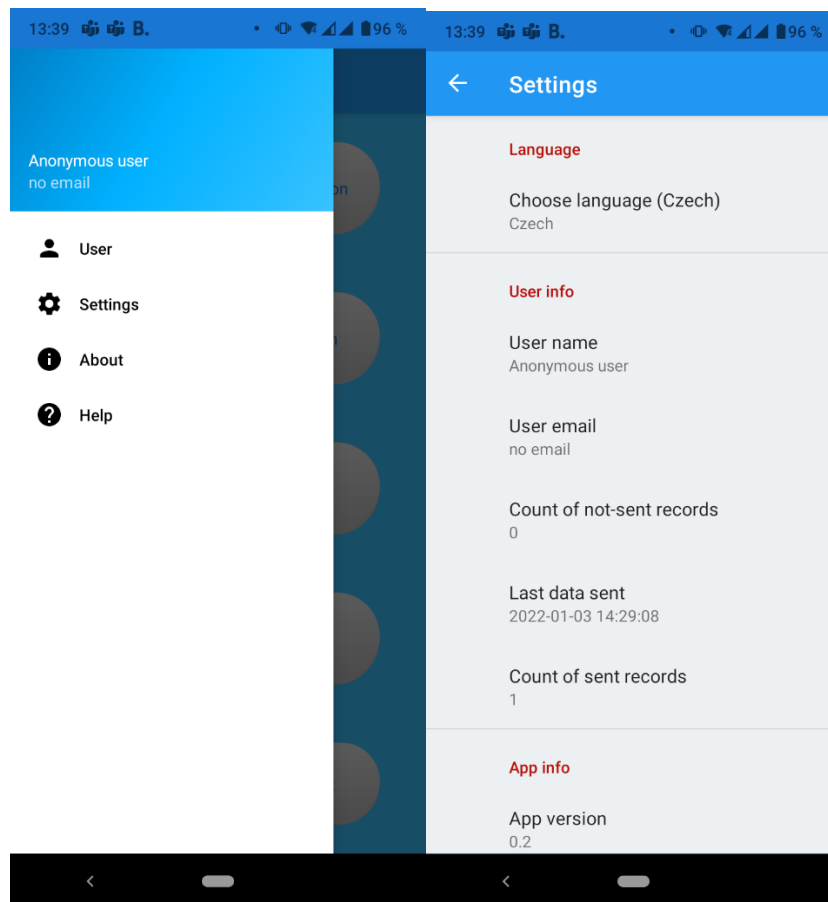 13:39 B. 96 %
Anonymous user
no email
on
User
Settings
About
Help
13:39 B. 96 %
Settings
Language
Choose language (Czech)
Czech
User info
User name
Anonymous user
User email
no email
Count of not-sent records
0
Last data sent
2022-01-03 14:29:08
Count of sent records
1
App info
App version
0.2